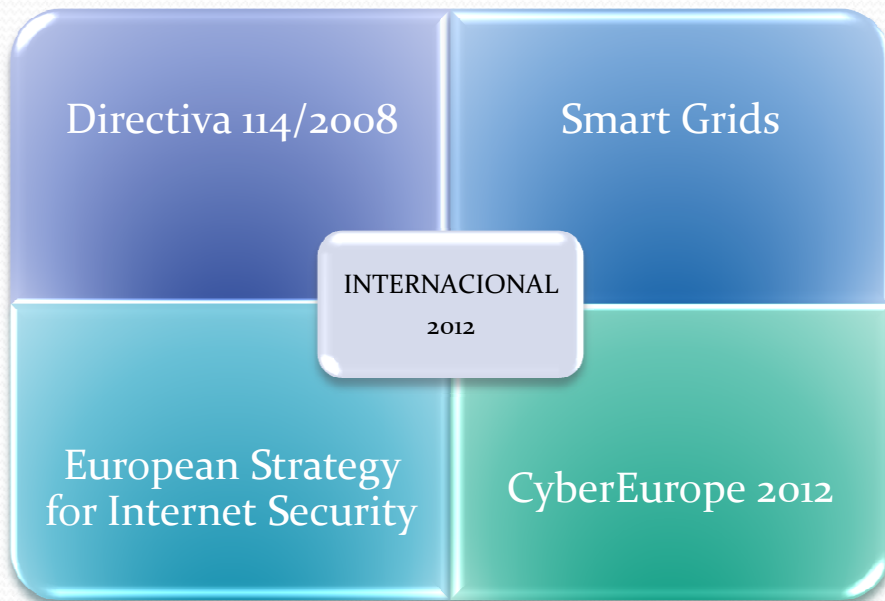 Directiva 114/2008
Smart Grids
INTERNACIONAL
2012
European Strategy
for Internet Security
CyberEurope 2012